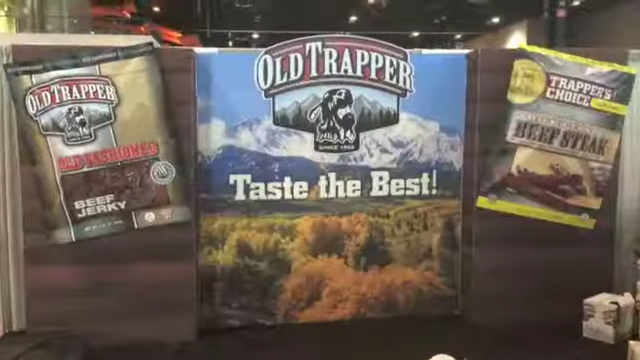 OLD TRAPPER
OLD FASHIONED
BEEF
JERKY
OLD TRAPPER
SINCE 1969
Taste the Best!
TRAPPER'S
CHOICE
BEEF STEAK